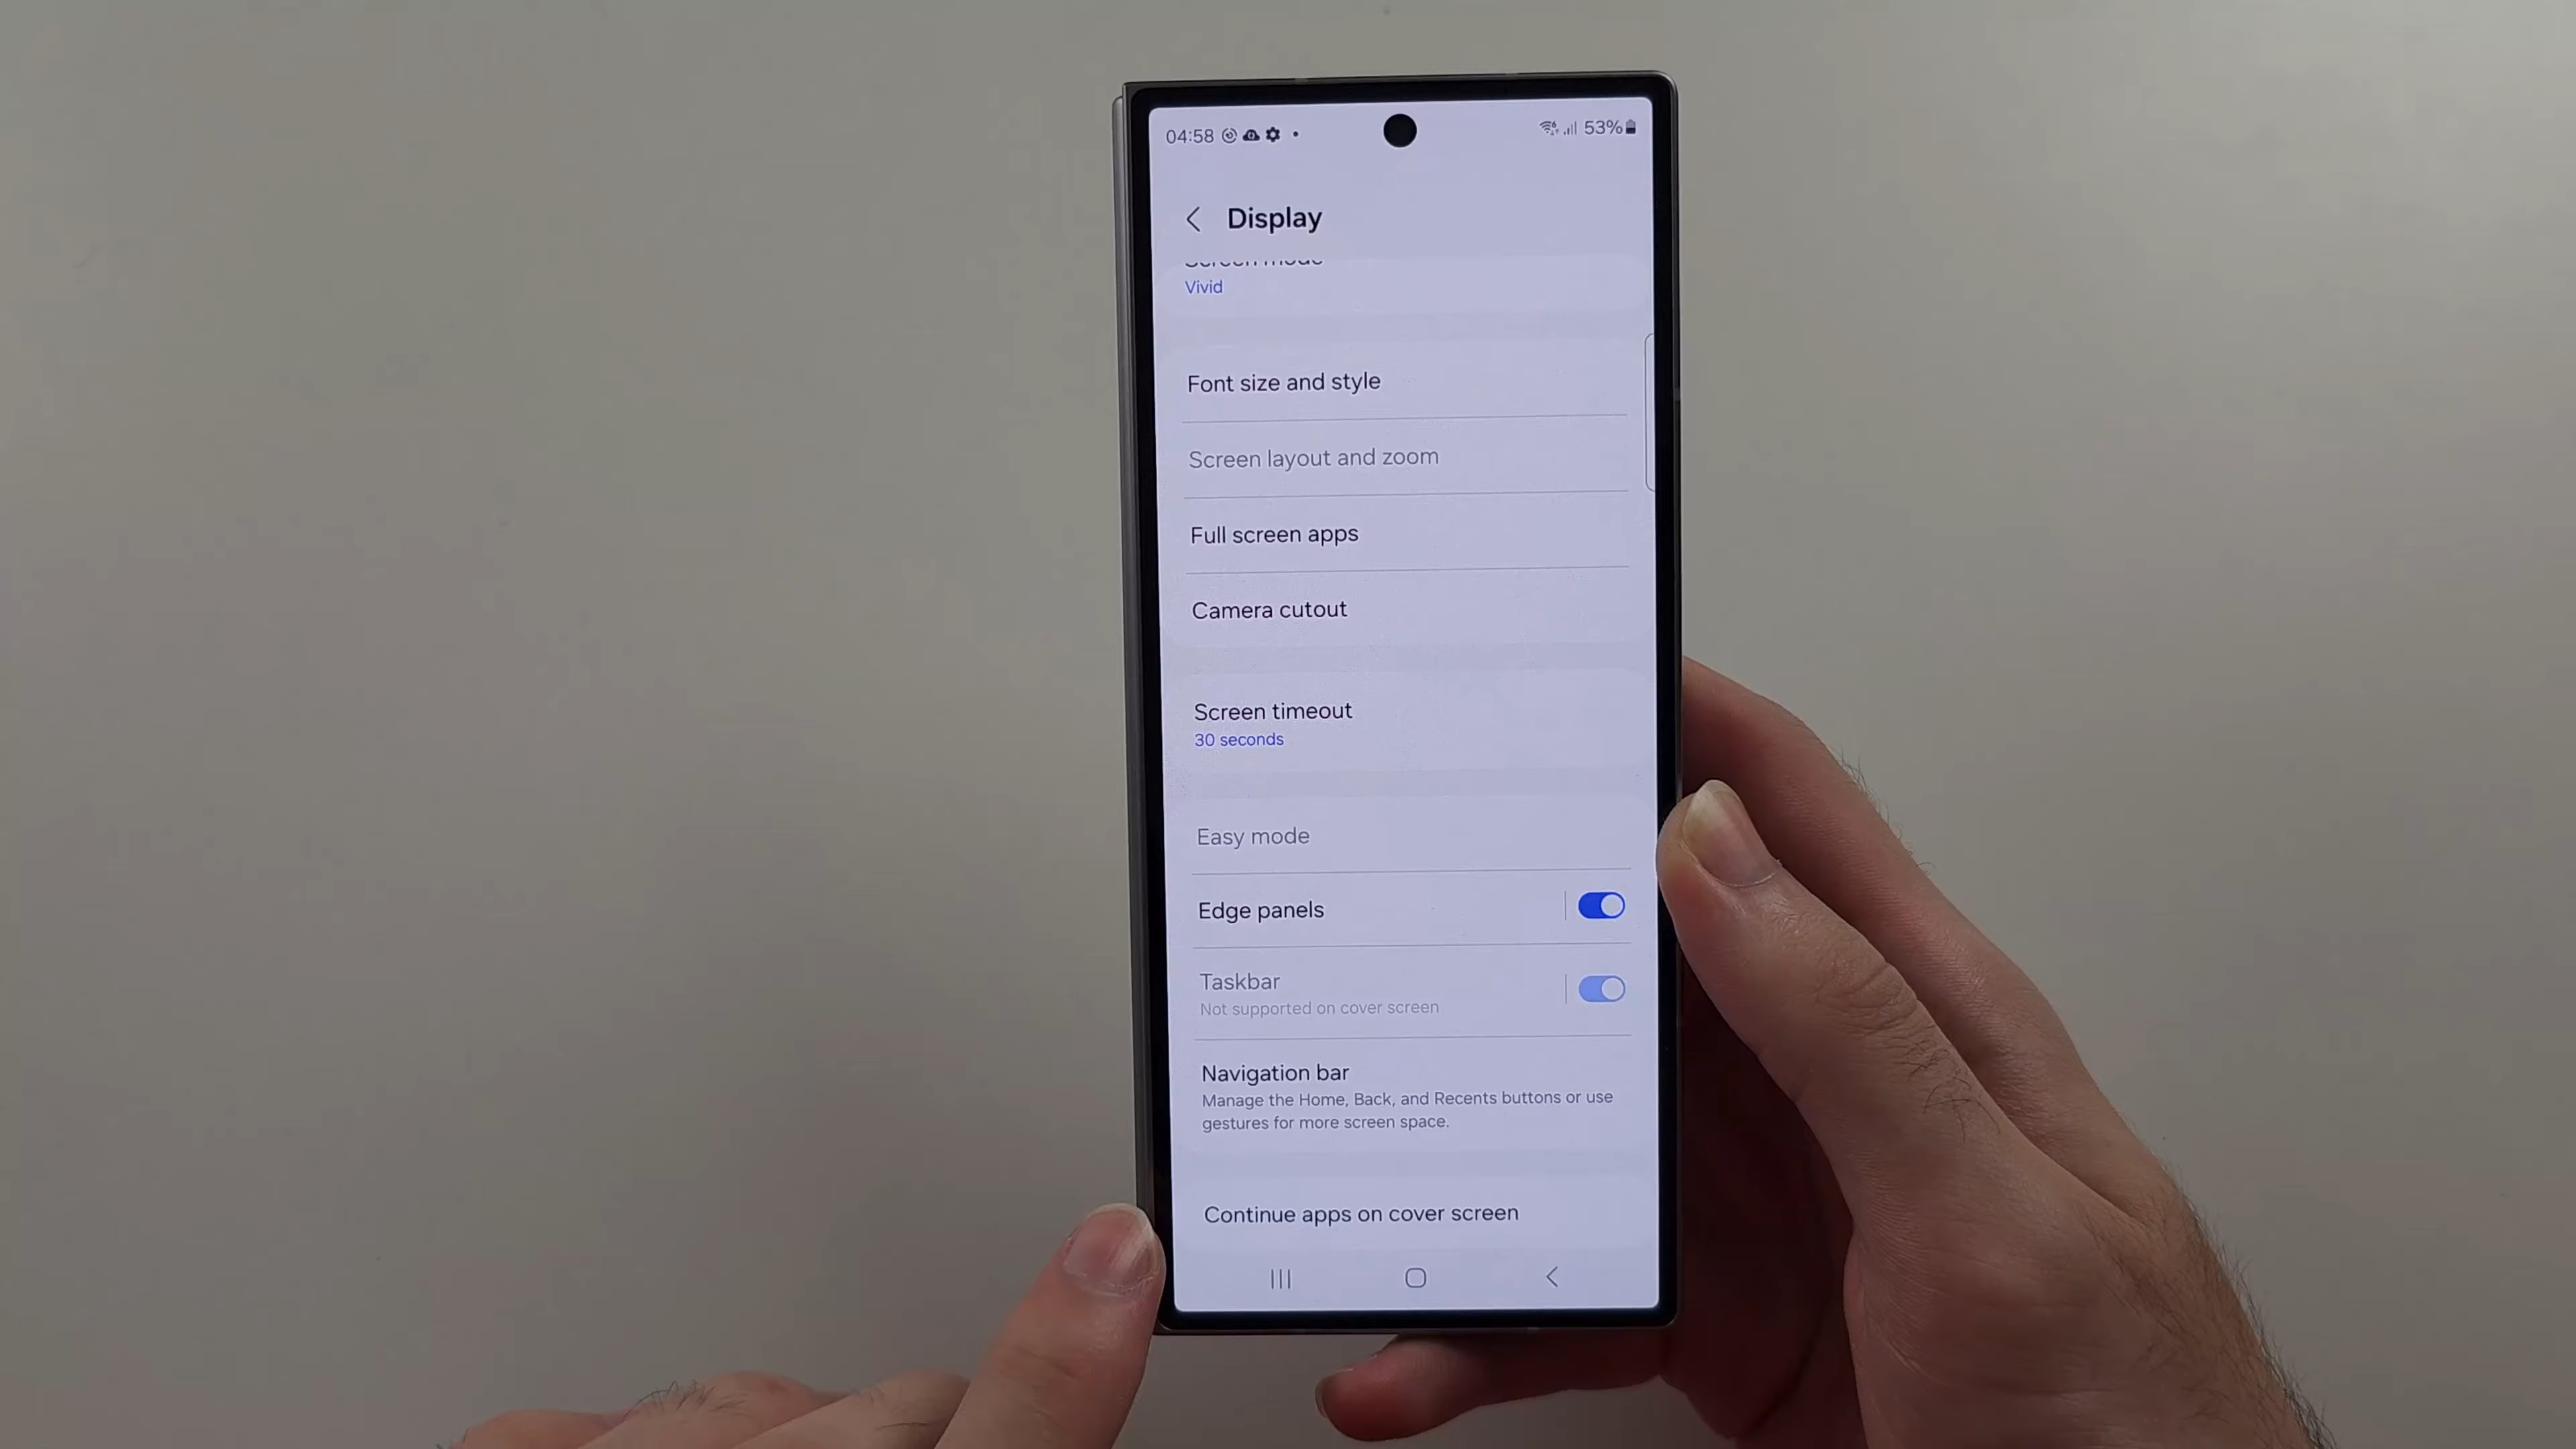 04:58
53%
Display
Screen mode
Vivid
Font size and style
Screen layout and zoom
Full screen apps
Camera cutout
Screen timeout
30 seconds
Easy mode
Edge panels
Taskbar
Not supported on cover screen
Navigation bar
Manage the Home, Back, and Recents buttons or use
gestures for more screen space.
Continue apps on cover screen